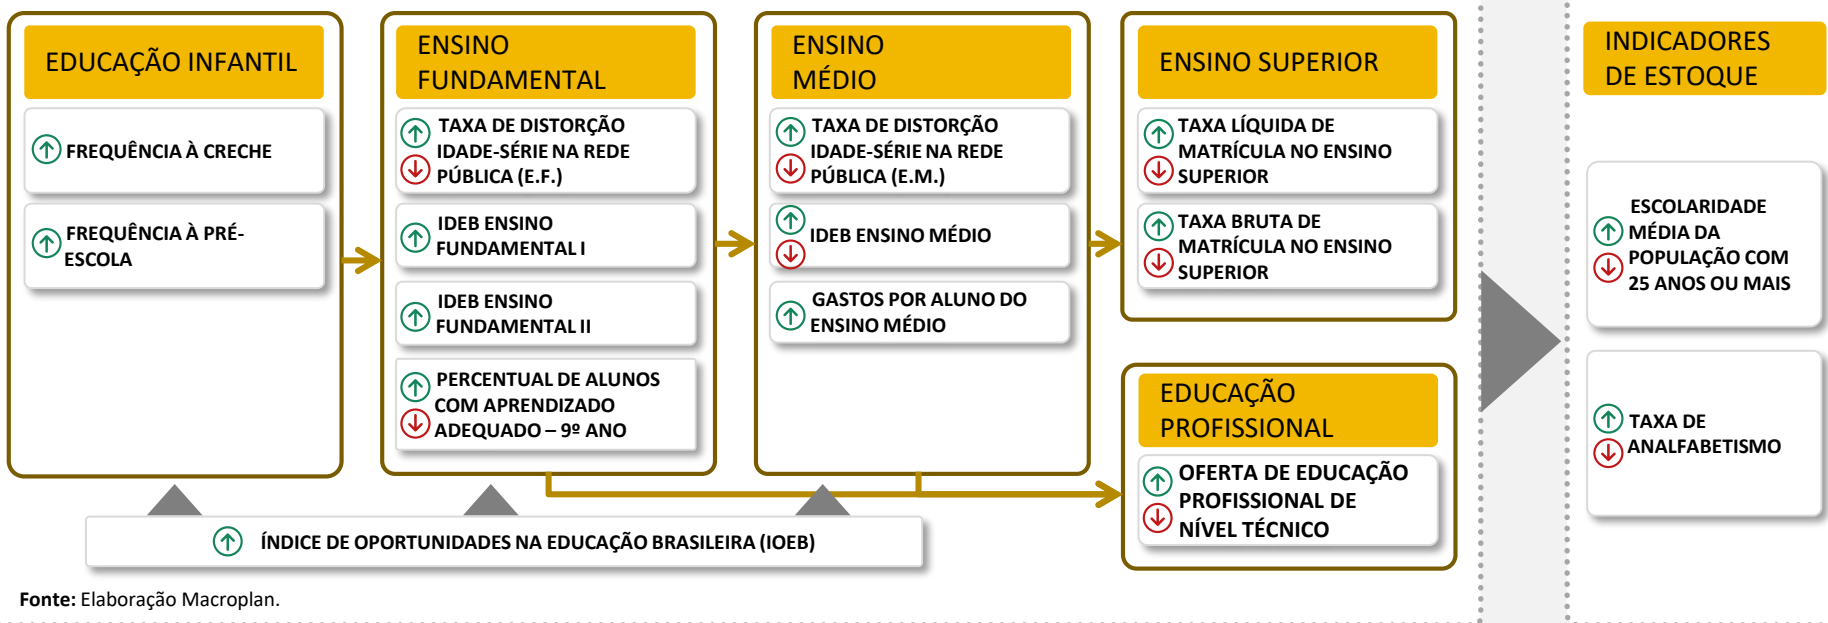 EDUCAÇÃO INFANTIL
FREQUÊNCIA À CRECHE
FREQUÊNCIA À PRÉ-
ESCOLA
ENSINO
FUNDAMENTAL
TAXA DE DISTORÇÃO
IDADE-SÉRIE NA REDE
PÚBLICA (E.F.)
IDEB ENSINO
FUNDAMENTAL I
IDEB ENSINO
FUNDAMENTAL II
PERCENTUAL DE ALUNOS
COM APRENDIZADO
ADEQUADO – 9º ANO
ENSINO
MÉDIO
TAXA DE DISTORÇÃO
IDADE-SÉRIE NA REDE
PÚBLICA (E.M.)
IDEB ENSINO MÉDIO
GASTOS POR ALUNO DO
ENSINO MÉDIO
ENSINO SUPERIOR
TAXA LÍQUIDA DE
MATRÍCULA NO ENSINO
SUPERIOR
TAXA BRUTA DE
MATRÍCULA NO ENSINO
SUPERIOR
EDUCAÇÃO
PROFISSIONAL
OFERTA DE EDUCAÇÃO
PROFISSIONAL DE
NÍVEL TÉCNICO
INDICADORES
DE ESTOQUE
ESCOLARIDADE
MÉDIA DA
POPULAÇÃO COM
25 ANOS OU MAIS
TAXA DE
ANALFABETISMO
ÍNDICE DE OPORTUNIDADES NA EDUCAÇÃO BRASILEIRA (IOEB)
Fonte: Elaboração Macroplan.